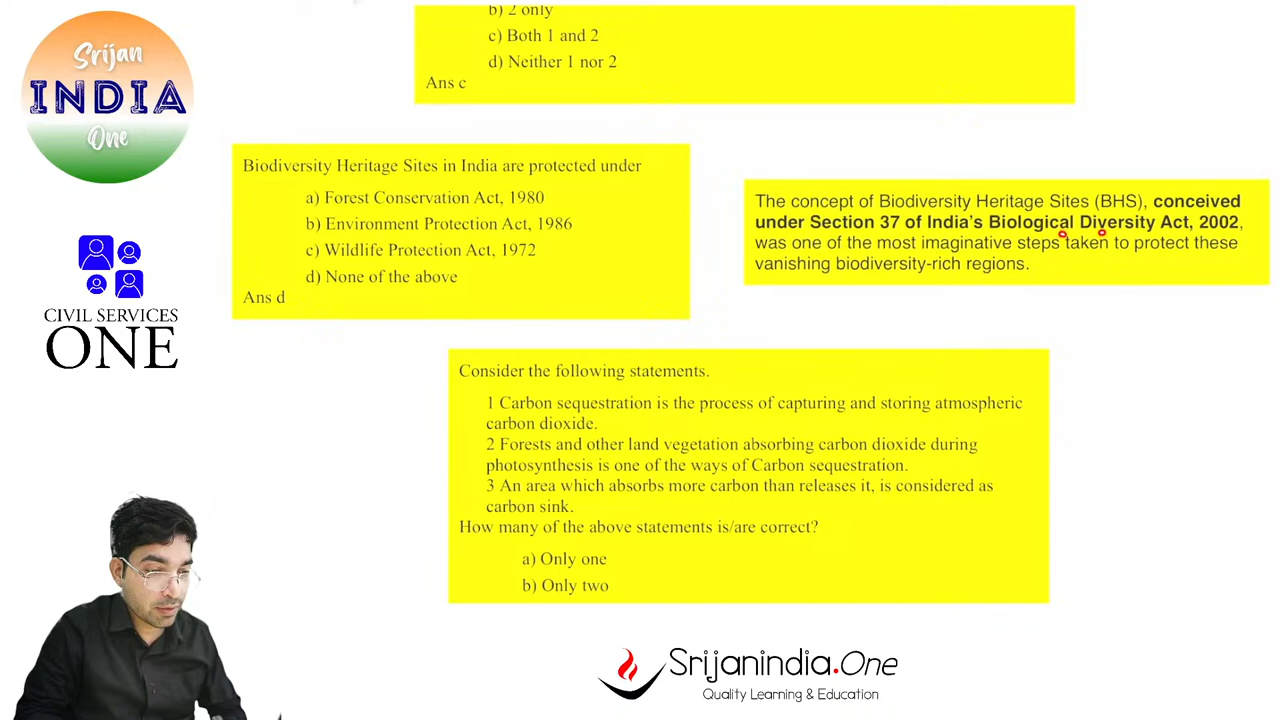 Srijan
INDIA
One
CIVIL SERVICES
ONE
b) 2 only
c) Both 1 and 2
d) Neither 1 nor 2
Ans c
Biodiversity Heritage Sites in India are protected under
a) Forest Conservation Act, 1980
b) Environment Protection Act, 1986
c) Wildlife Protection Act, 1972
d) None of the above
Ans d
The concept of Biodiversity Heritage Sites (BHS), conceived
under Section 37 of India's Biological Diversity Act, 2002,
was one of the most imaginative steps taken to protect these
vanishing biodiversity-rich regions.
Consider the following statements.
1 Carbon sequestration is the process of capturing and storing atmospheric
carbon dioxide.
2 Forests and other land vegetation absorbing carbon dioxide during
photosynthesis is one of the ways of Carbon sequestration.
3 An area which absorbs more carbon than releases it, is considered as
carbon sink.
How many of the above statements is/are correct?
a) Only one
b) Only two
Srijanindia.One
Quality Learning & Education